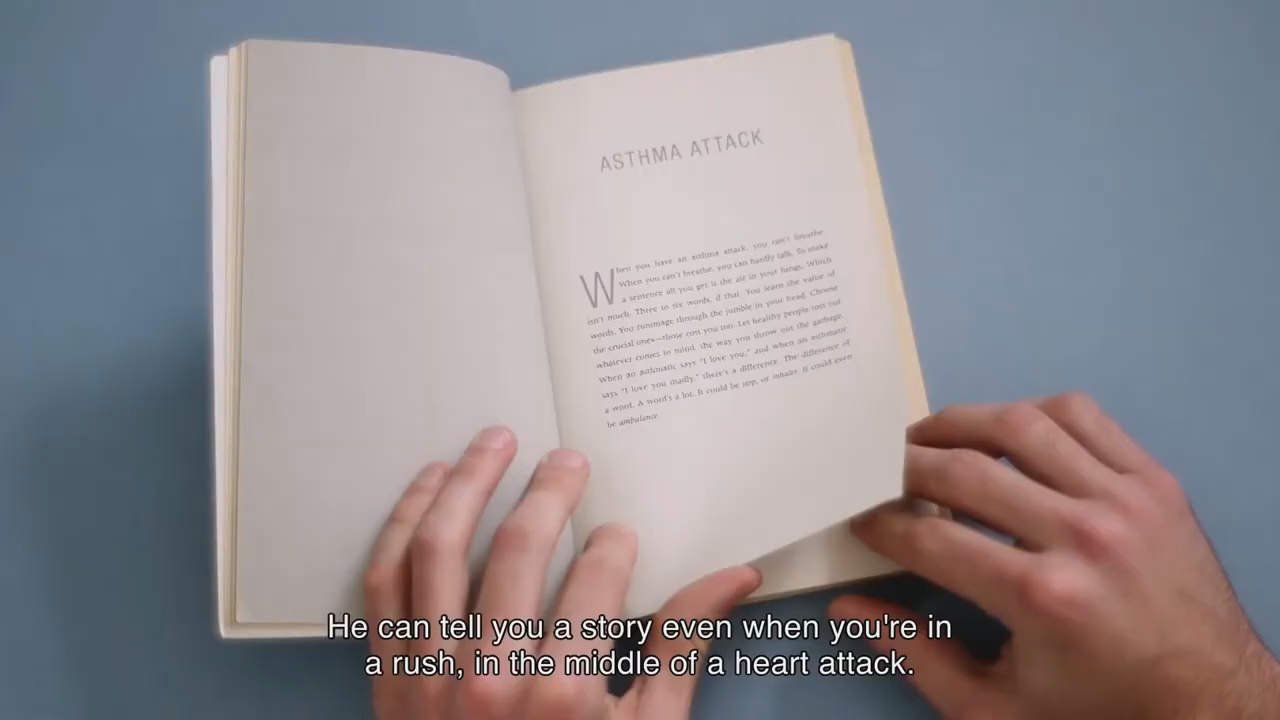 ASTHMA ATTACK
When you have an asthma attack, you can't breathe.
When you can't breathe, you can hardly talk. To make
a sentence all you get is the air in your lungs. Which
isn't much. Three to six words, if that. You learn the value of
words. You rummage through the jumble in your head. Choose
the crucial ones—those cost you too. Let healthy people toss out
whatever comes to mind, the way you throw out the garbage.
When an asthmatic says "I love you," and when an asthmatic
says "I love you madly," there's a difference. The difference of
a word. A word's a lot. It could be stop, or inhaler. It could even
be ambulance.
He can tell you a story even when you're in
a rush, in the middle of a heart attack.